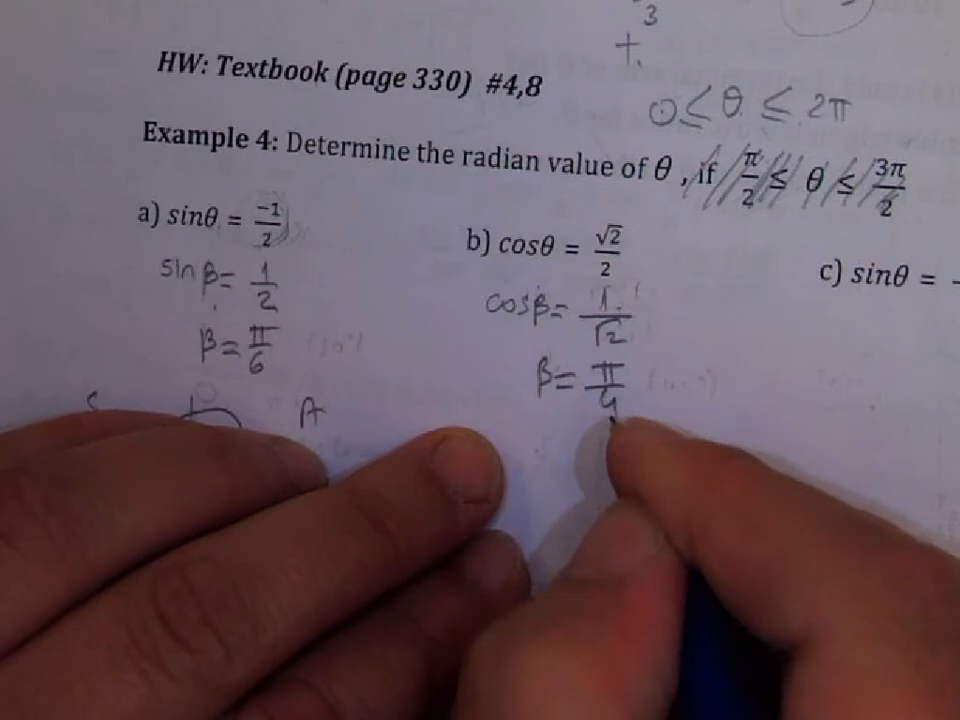 3
+
HW: Textbook (page 330) #4,8
0 ≤ θ ≤ 2π
Example 4: Determine the radian value of θ , if π/2 ≤ θ ≤ 3π/2
a) sinθ = -1/2
b) cosθ = √2/2
c) sinθ = -
sin β = 1/2
cosβ = 1/√2
β = π/6
β = π/4
S A